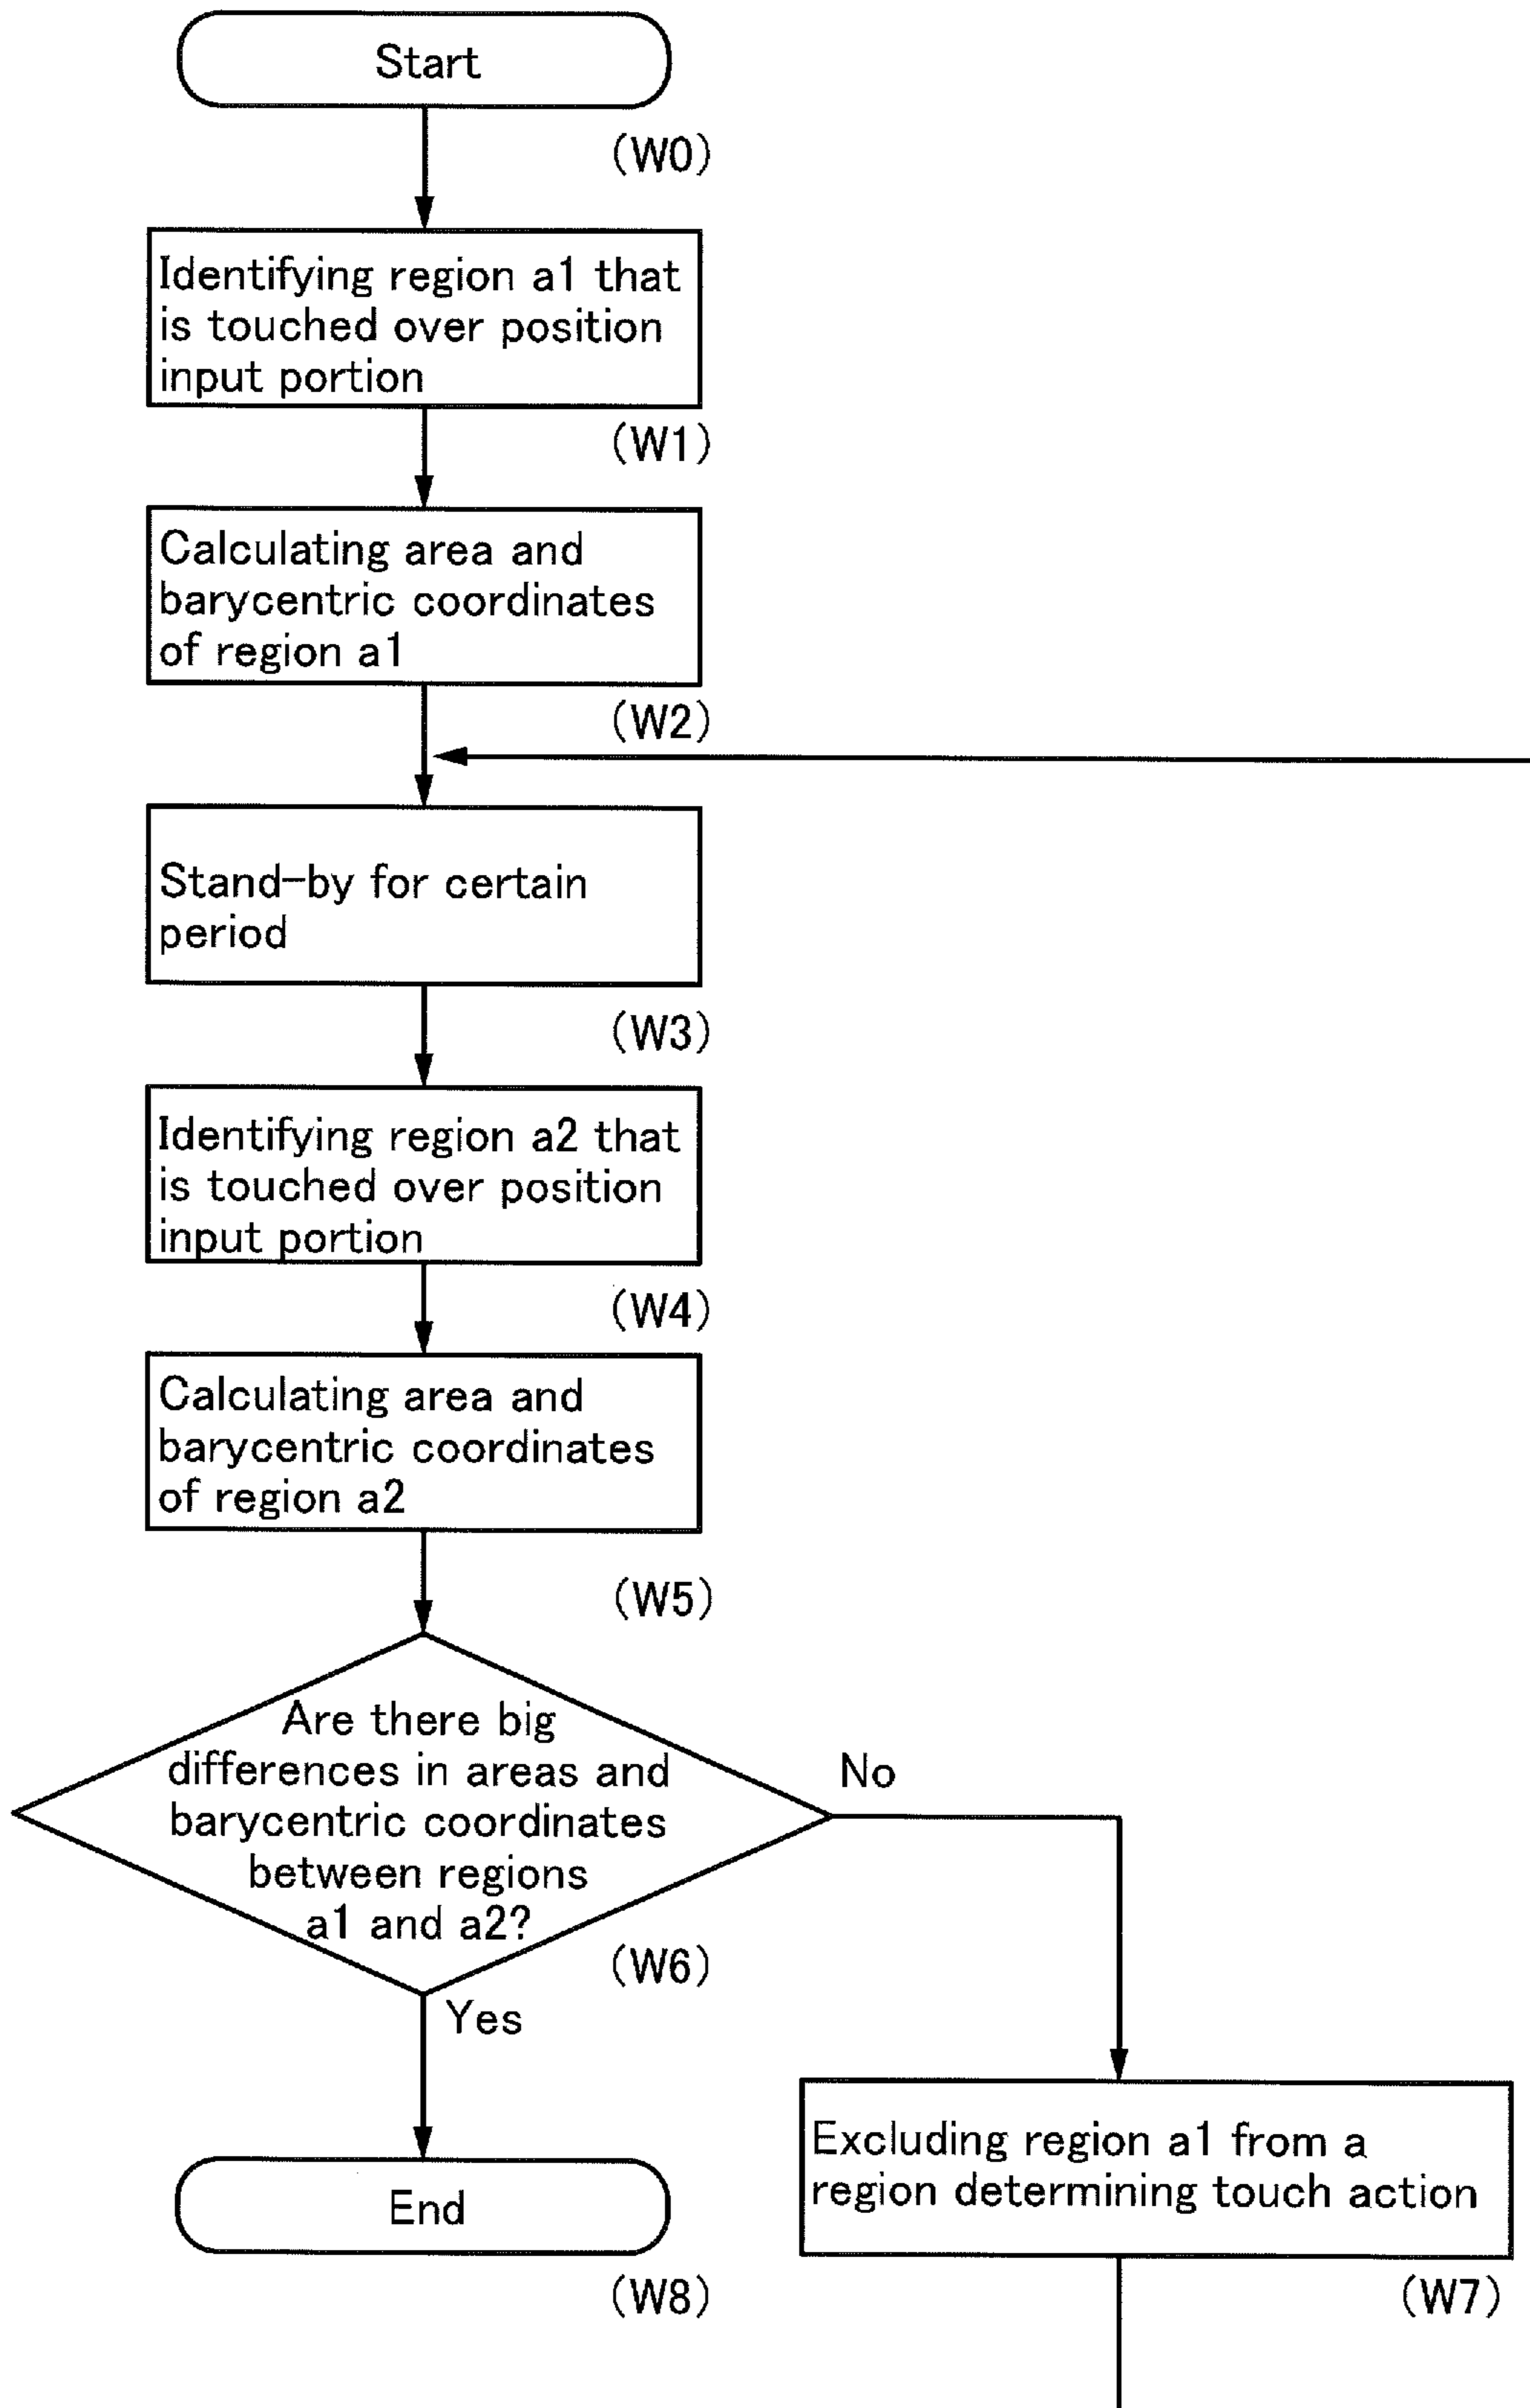 Start
(W0)
Identifying region a1 that
is touched over position
input portion
(W1)
Calculating area and
barycentric coordinates
of region a1
(W2)
Stand-by for certain
period
(W3)
Identifying region a2 that
is touched over position
input portion
(W4)
Calculating area and
barycentric coordinates
of region a2
(W5)
Are there big
differences in areas and
barycentric coordinates
between regions
a1 and a2?
(W6)
No
Yes
Excluding region a1 from a
region determining touch action
(W7)
End
(W8)